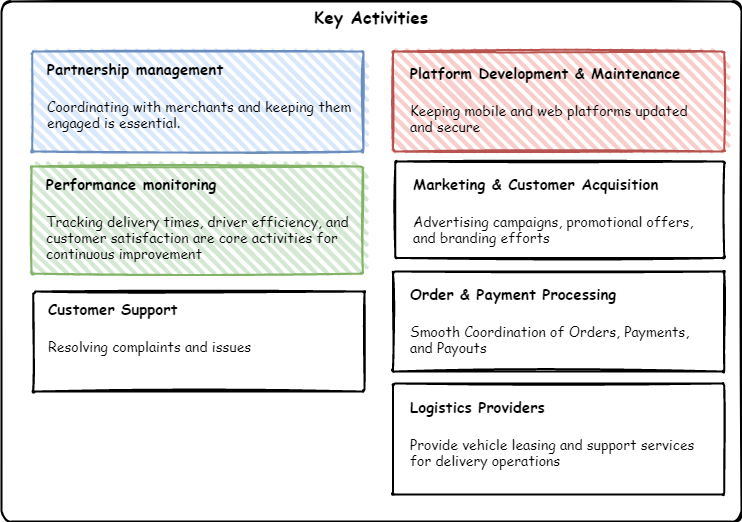 Key Activities
Partnership management
Coordinating with merchants and keeping them
engaged is essential.
Performance monitoring
Tracking delivery times, driver efficiency, and
customer satisfaction are core activities for
continuous improvement
Customer Support
Resolving complaints and issues
Platform Development & Maintenance
Keeping mobile and web platforms updated
and secure
Marketing & Customer Acquisition
Advertising campaigns, promotional offers,
and branding efforts
Order & Payment Processing
Smooth Coordination of Orders, Payments,
and Payouts
Logistics Providers
Provide vehicle leasing and support services
for delivery operations